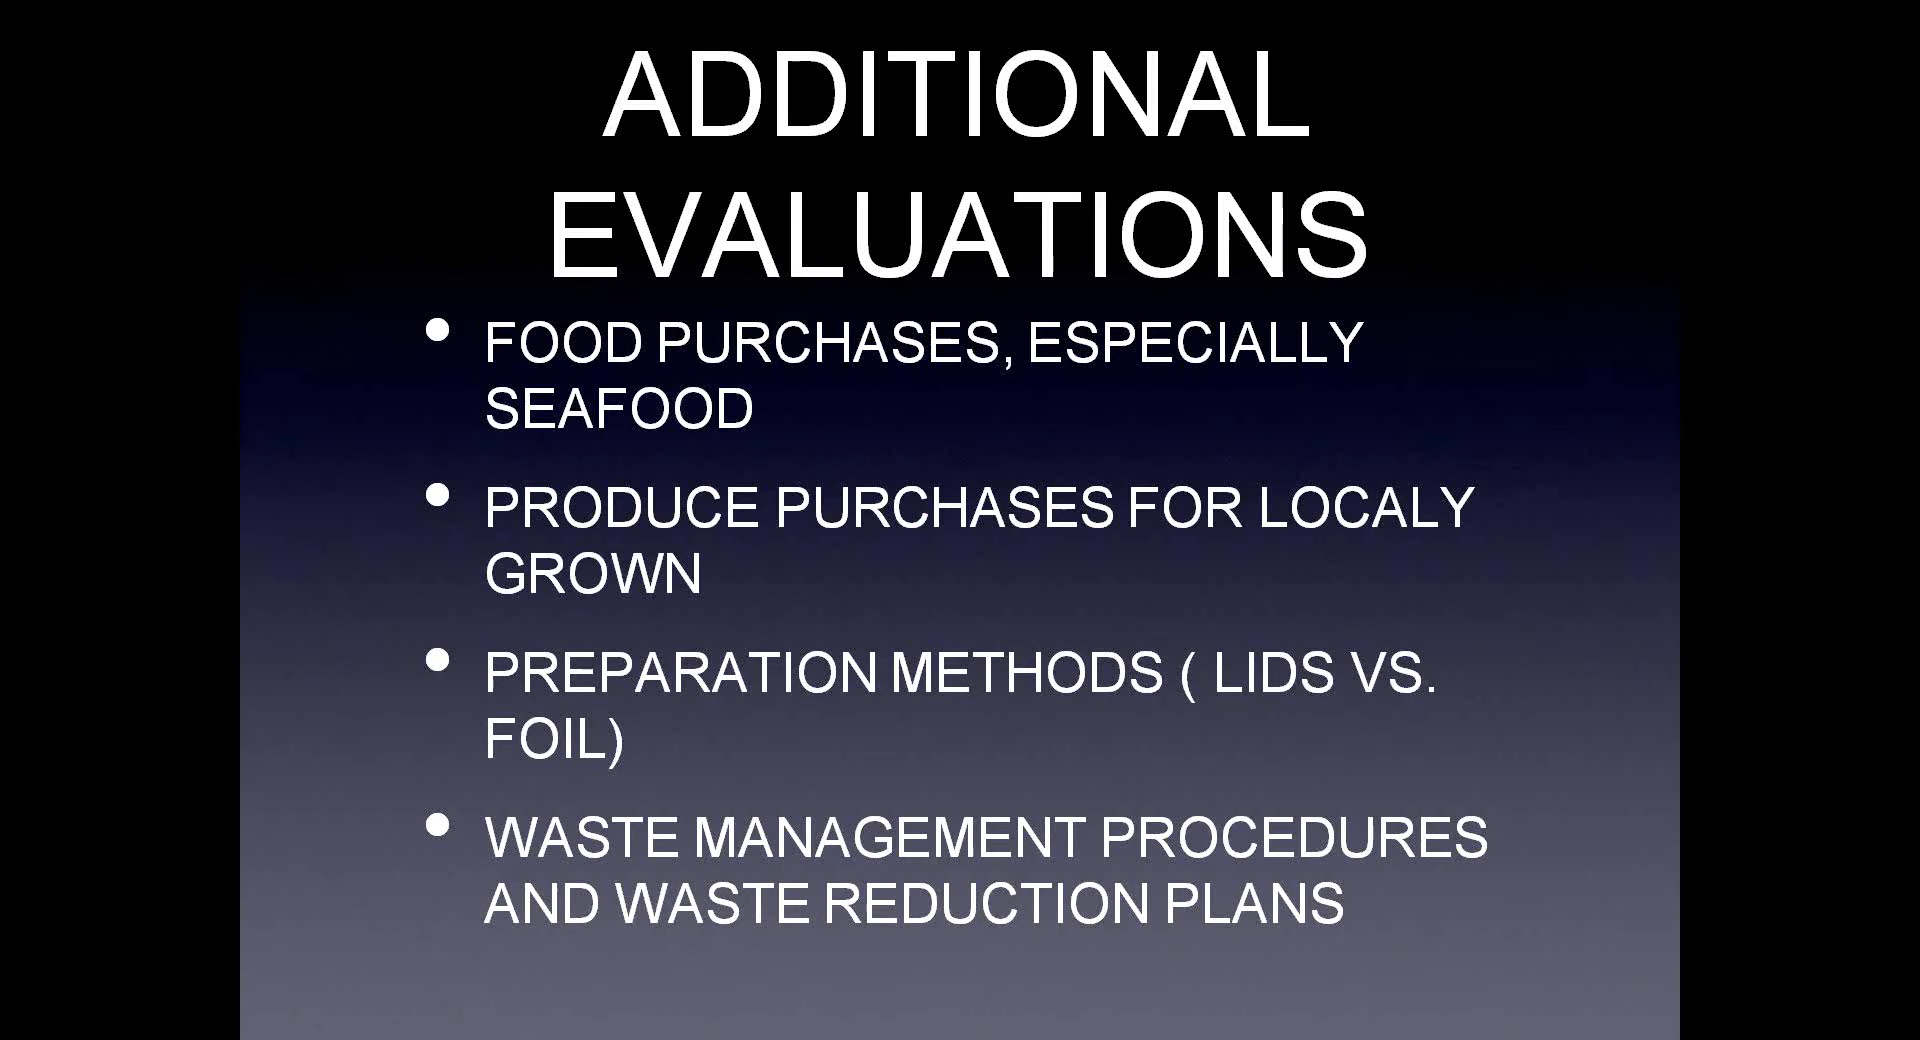 ADDITIONAL
EVALUATIONS
• FOOD PURCHASES, ESPECIALLY
SEAFOOD
• PRODUCE PURCHASES FOR LOCALY
GROWN
• PREPARATION METHODS ( LIDS VS.
FOIL)
• WASTE MANAGEMENT PROCEDURES
AND WASTE REDUCTION PLANS